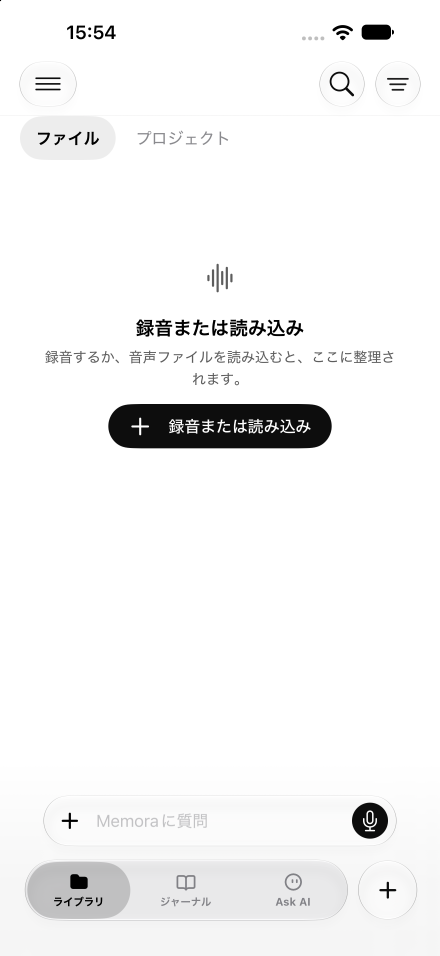 15:54
ファイル
プロジェクト
録音または読み込み
録音するか、音声ファイルを読み込むと、ここに整理さ
れます。
録音または読み込み
Memoraに質問
ライブラリ
ジャーナル
Ask AI